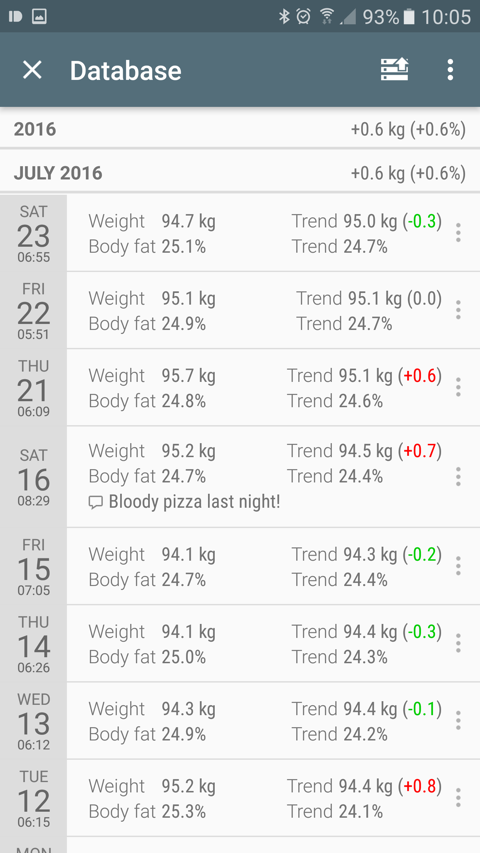 93% 10:05
Database
2016 +0.6 kg (+0.6%)
JULY 2016 +0.6 kg (+0.6%)
SAT
23
06:55
Weight 94.7 kg Trend 95.0 kg (-0.3)
Body fat 25.1% Trend 24.7%
FRI
22
05:51
Weight 95.1 kg Trend 95.1 kg (0.0)
Body fat 24.9% Trend 24.7%
THU
21
06:09
Weight 95.7 kg Trend 95.1 kg (+0.6)
Body fat 24.8% Trend 24.6%
SAT
16
08:29
Weight 95.2 kg Trend 94.5 kg (+0.7)
Body fat 24.7% Trend 24.4%
Bloody pizza last night!
FRI
15
07:05
Weight 94.1 kg Trend 94.3 kg (-0.2)
Body fat 24.7% Trend 24.4%
THU
14
06:26
Weight 94.1 kg Trend 94.4 kg (-0.3)
Body fat 25.0% Trend 24.3%
WED
13
06:12
Weight 94.3 kg Trend 94.4 kg (-0.1)
Body fat 24.9% Trend 24.2%
TUE
12
06:15
Weight 95.2 kg Trend 94.4 kg (+0.8)
Body fat 25.3% Trend 24.1%
MON